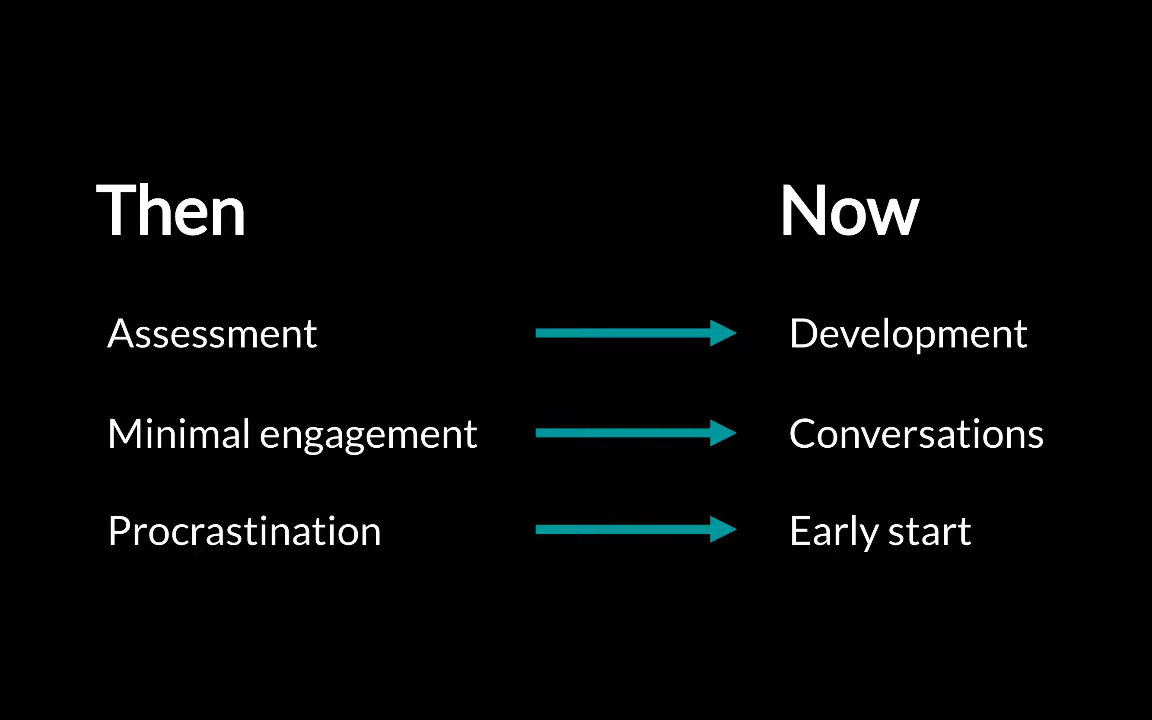 Then Now
Assessment Development
Minimal engagement Conversations
Procrastination Early start